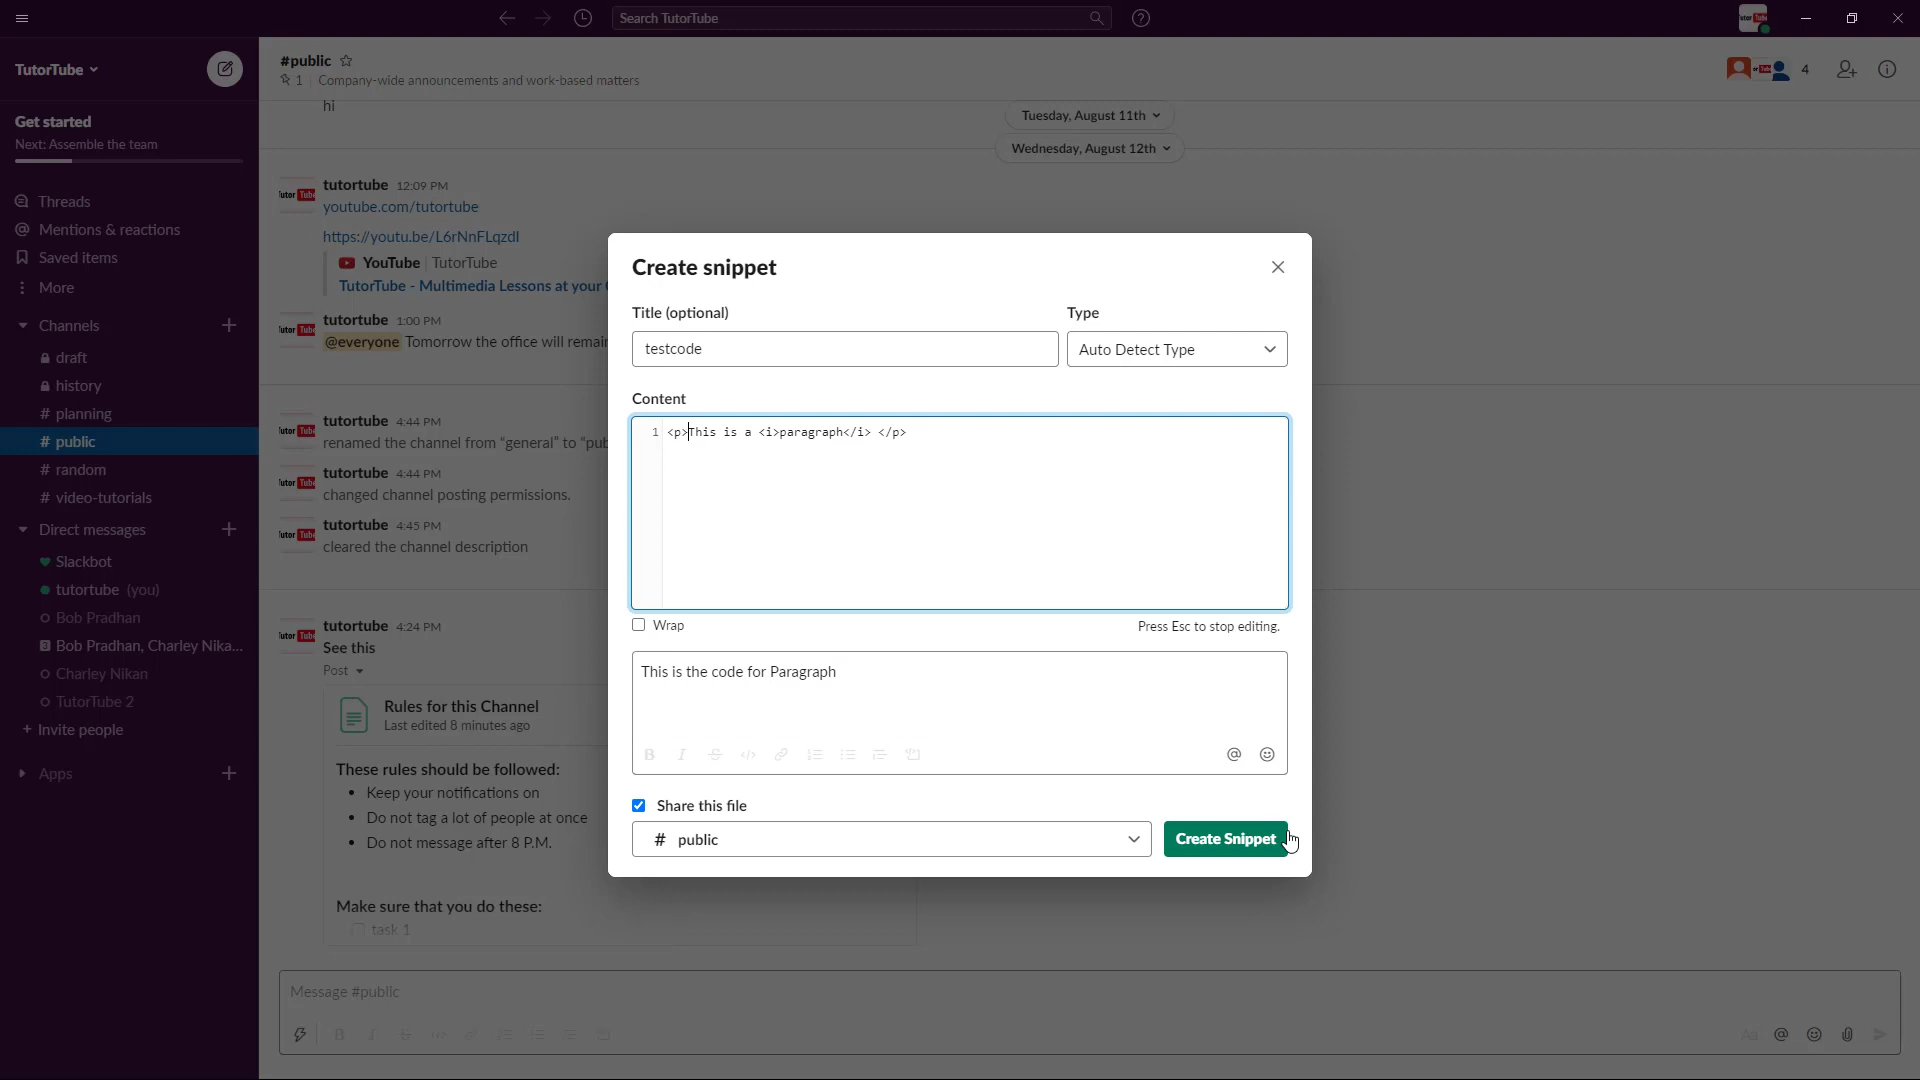 Search TutorTube
TutorTube
Get started
Next: Assemble the team
Threads
Mentions & reactions
Saved items
More
Channels
draft
history
# planning
# public
# random
# video-tutorials
Direct messages
Slackbot
tutortube (you)
Bob Pradhan
3 Bob Pradhan, Charley Nika...
Charley Nikan
TutorTube 2
+ Invite people
Apps
#public
1 | Company-wide announcements and work-based matters
4
hi
Tuesday, August 11th
Wednesday, August 12th
tutortube 12:09 PM
youtube.com/tutortube
https://youtu.be/L6rNnFLqzdI
YouTube | TutorTube
TutorTube - Multimedia Lessons at your
tutortube 1:00 PM
@everyone Tomorrow the office will remai
tutortube 4:44 PM
renamed the channel from “general” to “pub
tutortube 4:44 PM
changed channel posting permissions.
tutortube 4:45 PM
cleared the channel description
tutortube 4:24 PM
See this
Post
Rules for this Channel
Last edited 8 minutes ago
These rules should be followed:
• Keep your notifications on
• Do not tag a lot of people at once
• Do not message after 8 P.M.
Make sure that you do these:
task 1
Message #public
Create snippet
Title (optional)
Type
testcode
Auto Detect Type
Content
1 <p>This is a <i>paragraph</i> </p>
Wrap
Press Esc to stop editing.
This is the code for Paragraph
Share this file
# public
Create Snippet